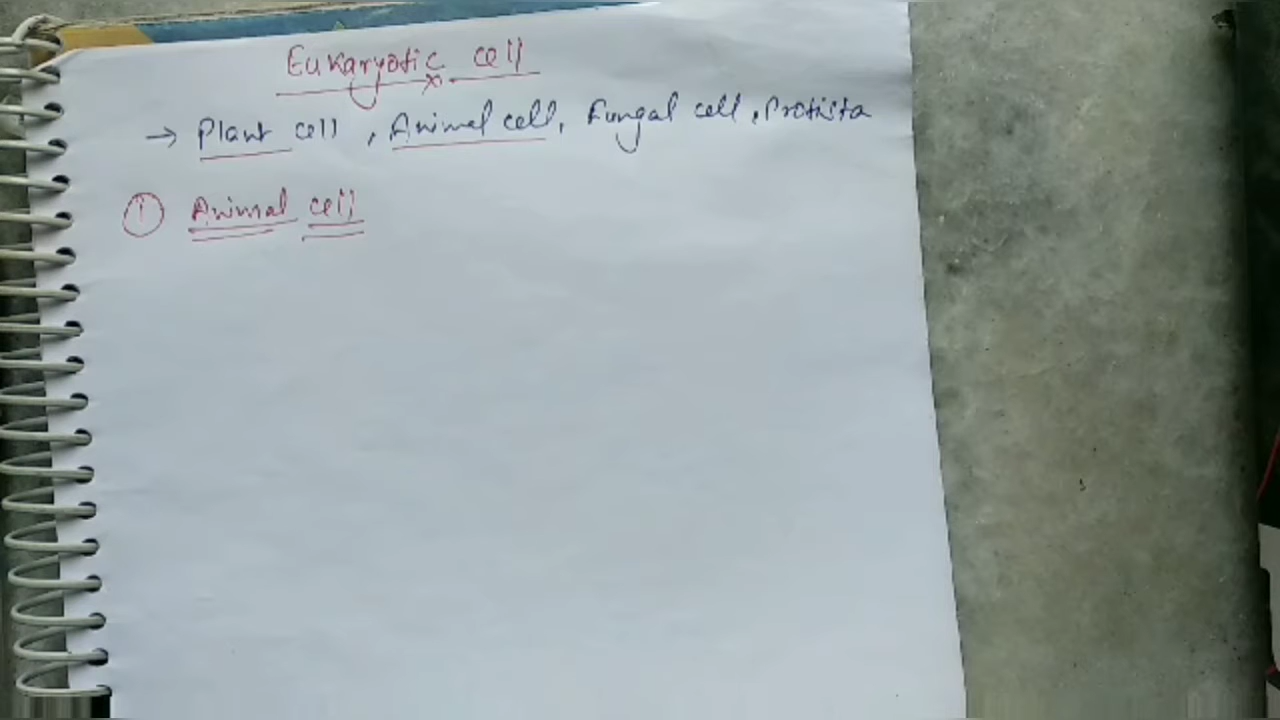 Eukaryotic cell
→ Plant cell, Animal cell, Fungal cell, Protista
① Animal cell